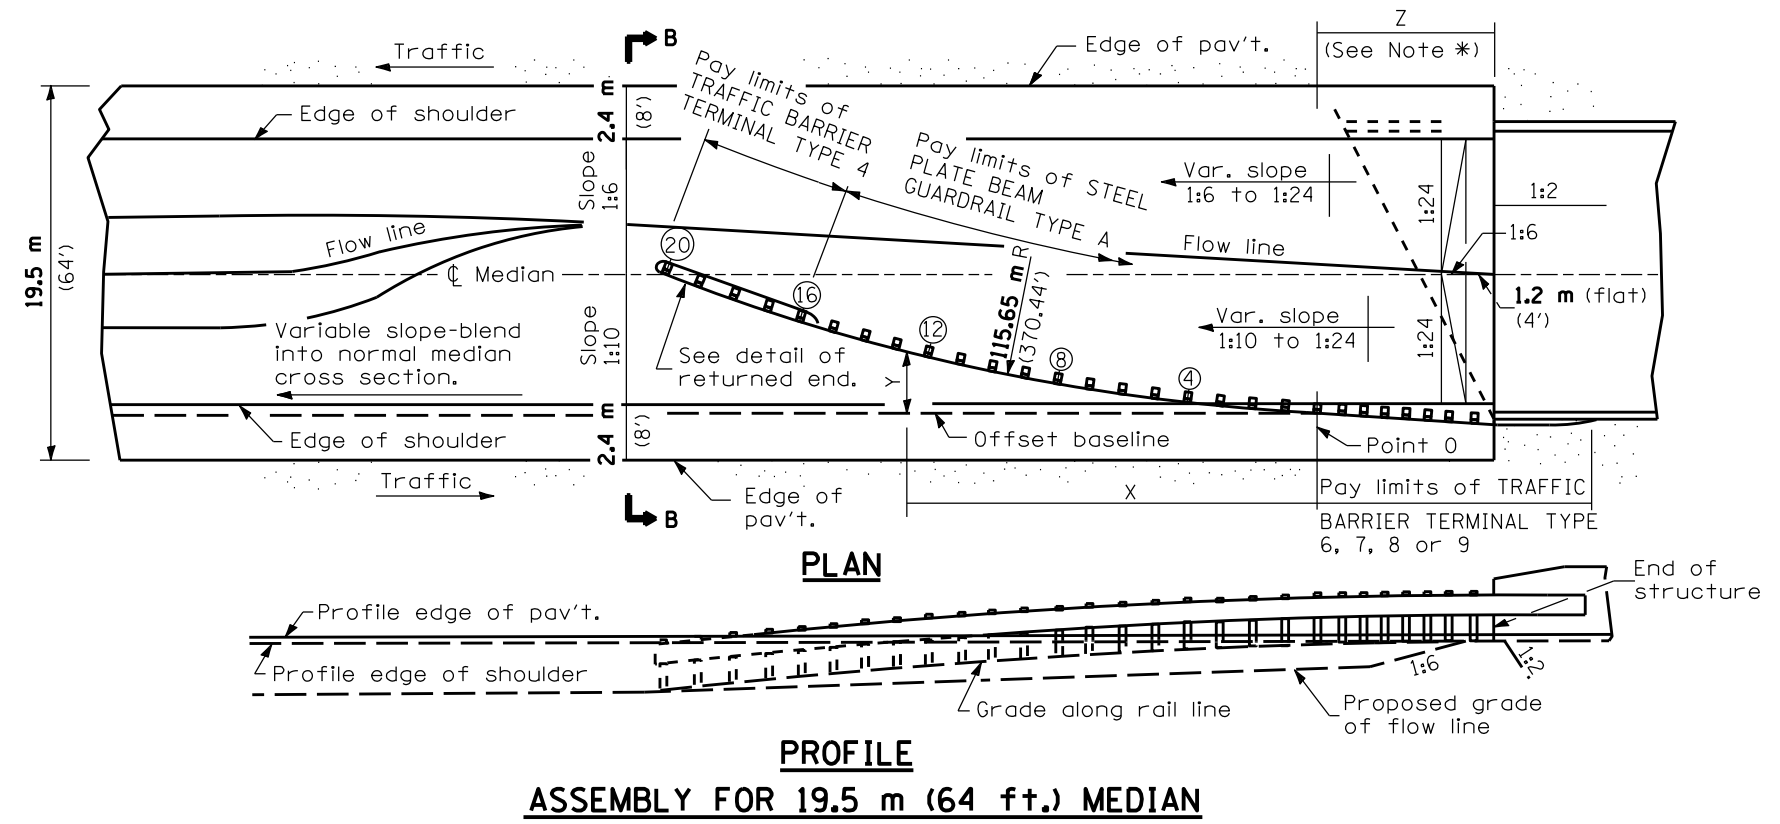 Z
(See Note *)
B
Traffic
Edge of pav't.
Pay limits of
TRAFFIC BARRIER
TERMINAL TYPE 4
Edge of shoulder
2.4 m
(8')
Pay limits of STEEL
PLATE BEAM
GUARDRAIL TYPE A
Var. slope
1:6 to 1:24
1:24
1:2
1:6
Slope
1:6
Flow line
Flow line
20
19.5 m
(64')
℄ Median
1.2 m (flat)
(4')
16
115.65 m R
(370.44')
Var. slope
1:10 to 1:24
1:24
Slope
1:10
Variable slope-blend
into normal median
cross section.
12
See detail of
returned end.
8
4
Y
2.4 m
(8')
Edge of shoulder
Offset baseline
Point 0
Traffic
Edge of
pav't.
X
Pay limits of TRAFFIC
BARRIER TERMINAL TYPE
6, 7, 8 or 9
B
PLAN
End of
structure
Profile edge of pav't.
Profile edge of shoulder
1:6
1:2
Grade along rail line
Proposed grade
of flow line
PROFILE
ASSEMBLY FOR 19.5 m (64 ft.) MEDIAN